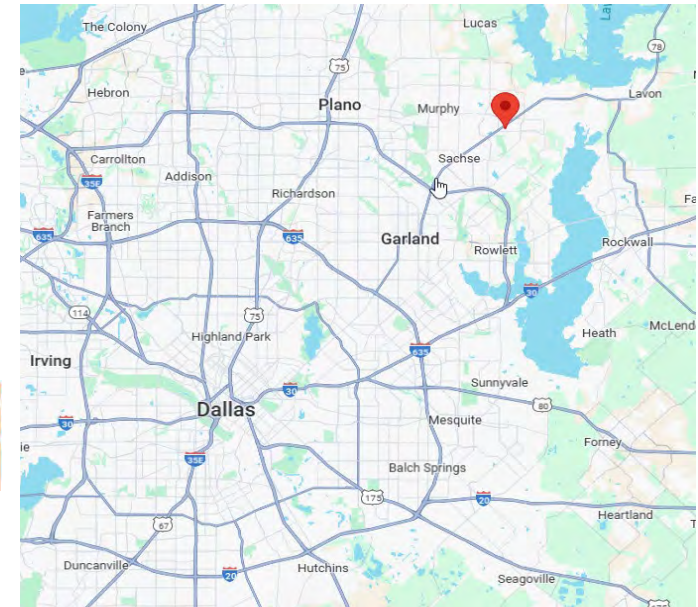 Lucas
The Colony
78
75
Hebron
Lavon
Plano
Murphy
Carrollton
Sachse
Addison
35E
Richardson
Farmers
Branch
635
635
Garland
Rowlett
Rockwall
30
114
75
Highland Park
Heath
McLend
635
Irving
Sunnyvale
30
80
Dallas
30
Mesquite
Forney
35E
Balch Springs
175
20
Heartland
67
Duncanville
20
Hutchins
Seagoville